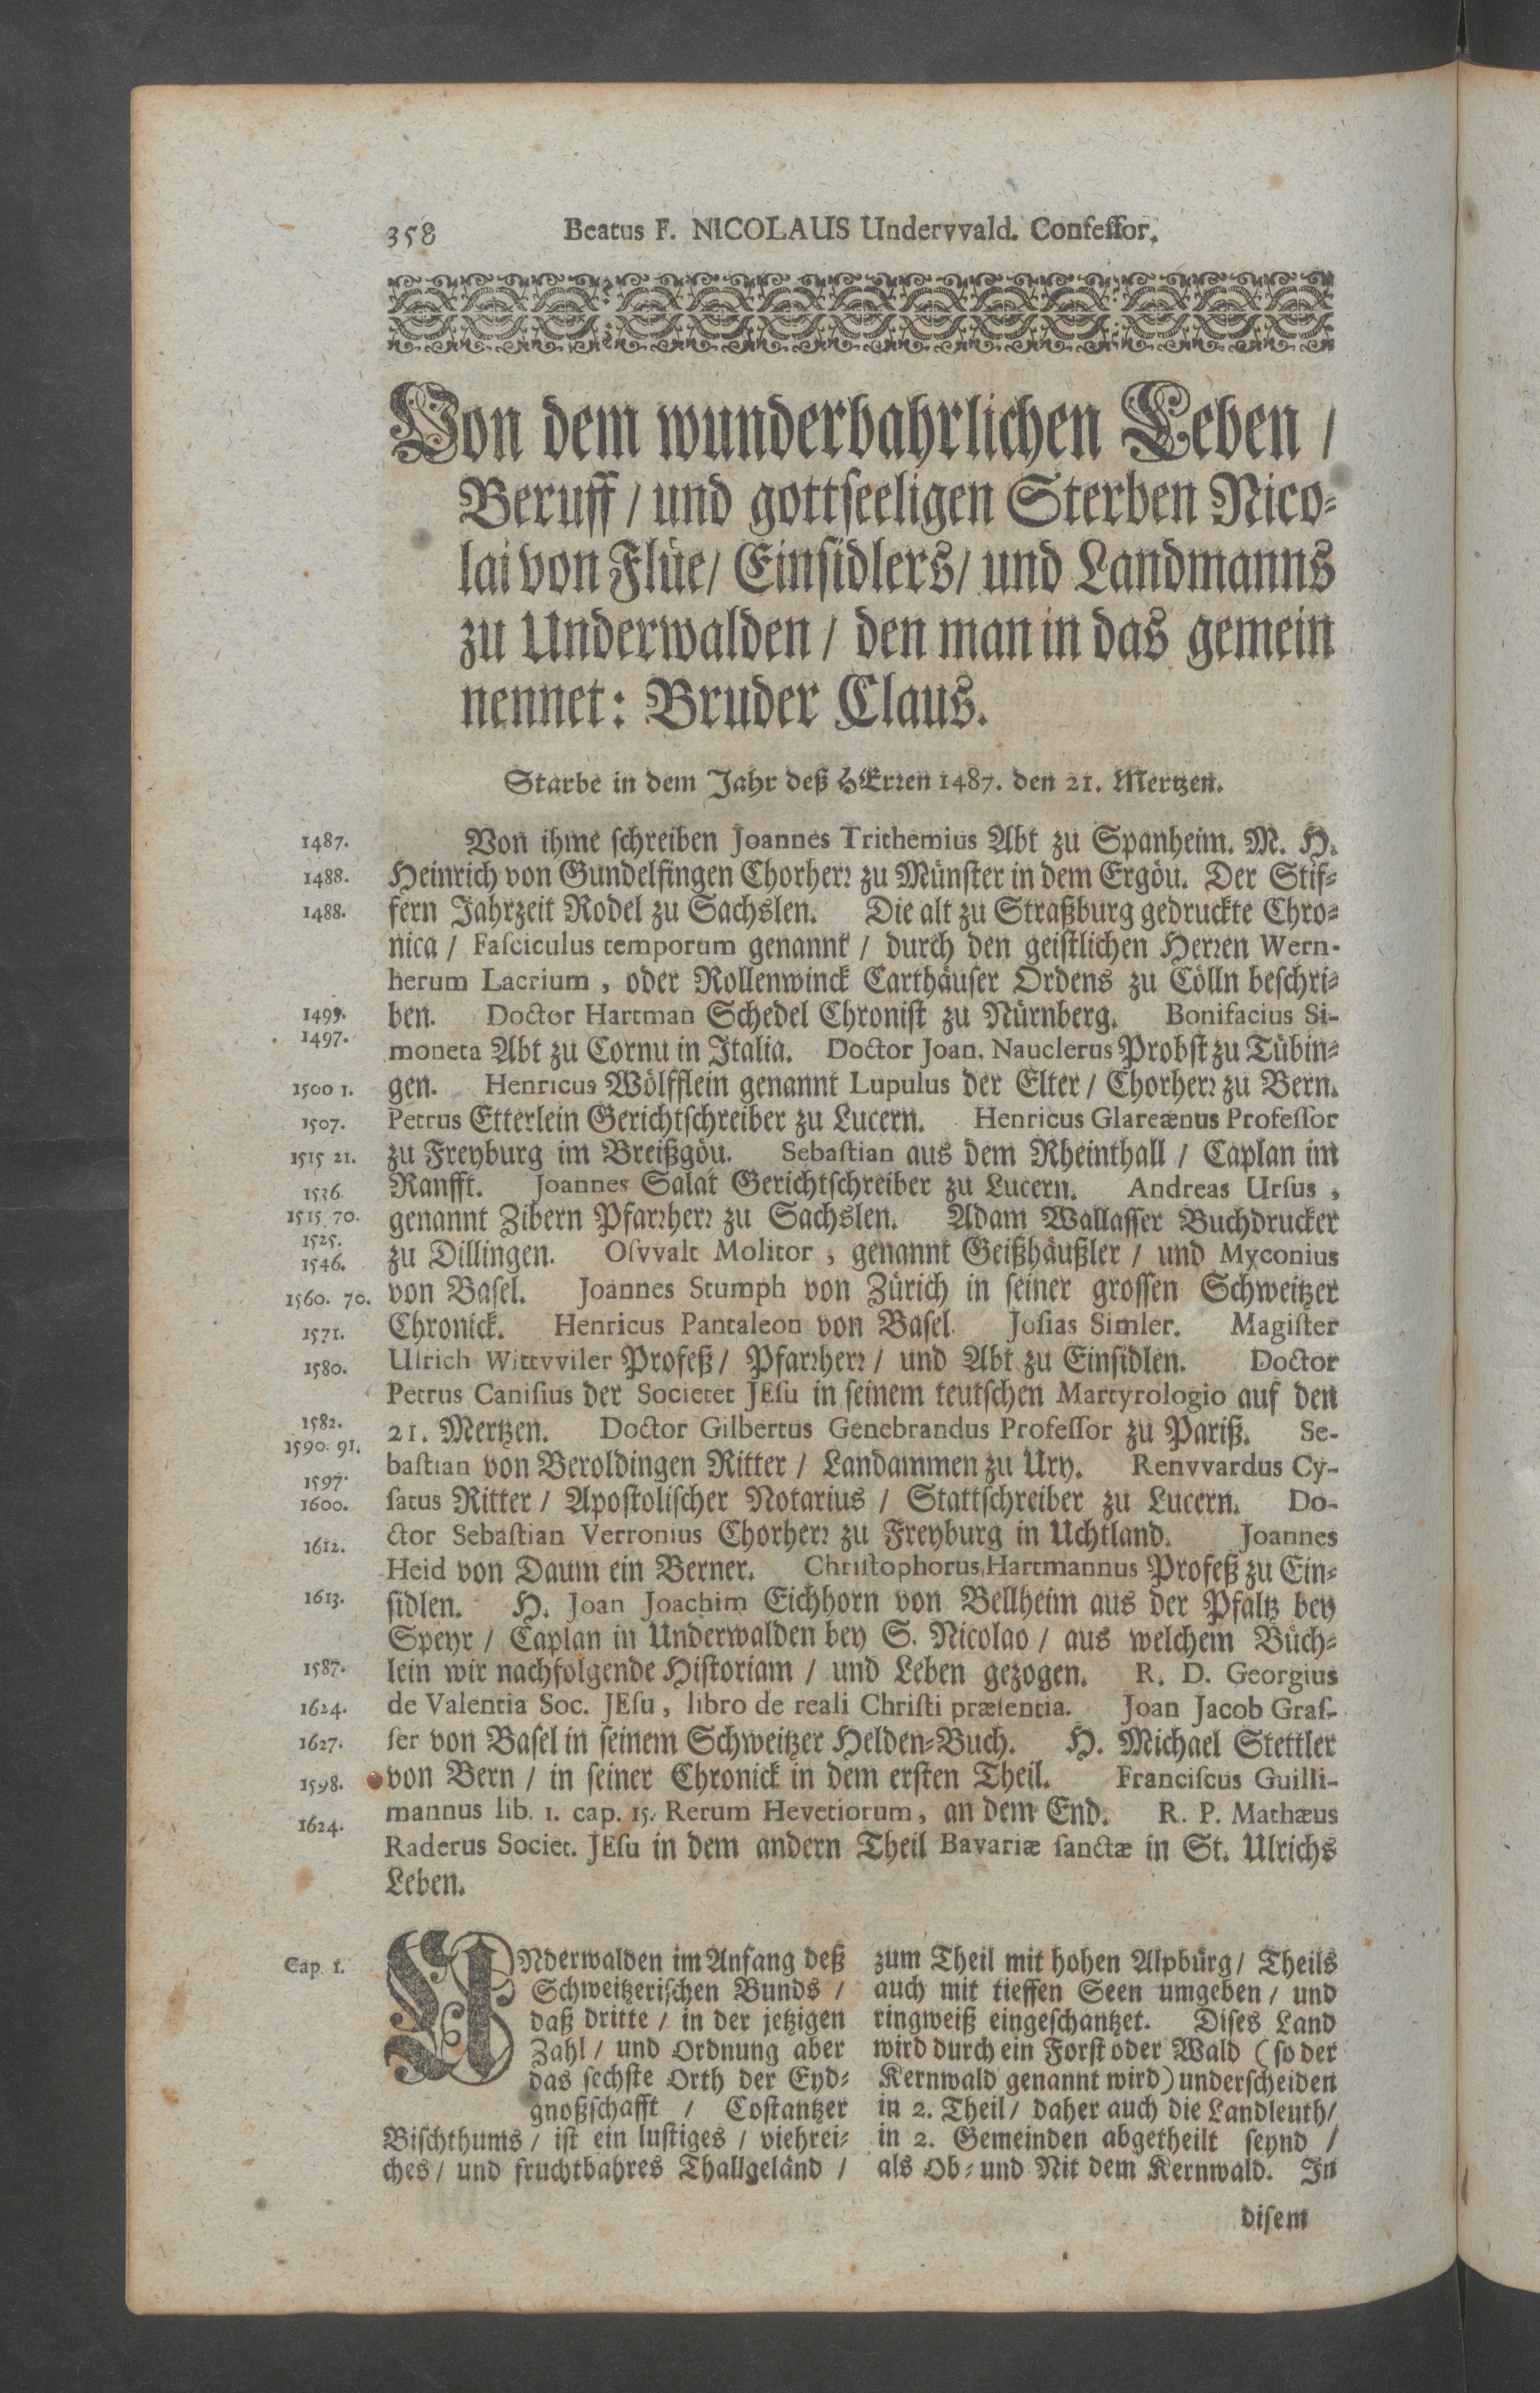 358 Beatus F. NICOLAUS Undervvald. Confeſſor.
Von dem wunderbahrlichen Leben /
Beruff / und gottſeeligen Sterben Nico⸗
lai von Flüe / Einſidlers / und Landmanns
zu Underwalden / den man in das gemein
nennet: Bruder Claus.
Starbe in dem Jahr deß HErꝛen 1487. den 21. Mertzen.
1487. Von ihme ſchreiben Joannes Trithemius Abt zu Spanheim. M. H.
1488. Heinrich von Gundelfingen Chorherꝛ zu Münſter in dem Ergöu. Der Stif⸗
1488. fern Jahrzeit Rodel zu Sachslen. Die alt zu Straßburg gedruckte Chro⸗
nica / Faſciculus temporum genannt / durch den geiſtlichen Herꝛen Wern-
herum Lacrium, oder Rollenwinck Carthäuſer Ordens zu Cölln beſchri⸗
1499. ben. Doctor Hartman Schedel Chroniſt zu Nürnberg. Bonifacius Si-
1497. moneta Abt zu Cornu in Italia. Doctor Joan. Nauclerus Probſt zu Tübin⸗
1500 1. gen. Henricus Wölfflein genannt Lupulus der Elter / Chorherꝛ zu Bern.
1507. Petrus Etterlein Gerichtſchreiber zu Lucern. Henricus Glareænus Profeſſor
1515 21. zu Freyburg im Breißgöu. Sebaſtian aus dem Rheinthall / Caplan im
1536. Ranfft. Joannes Salat Gerichtſchreiber zu Lucern. Andreas Urſus,
1515 70. genannt Zibern Pfarꝛherꝛ zu Sachslen. Adam Wallaſſer Buchdrucker
1525.
1546. zu Dillingen. Oſvvalt Molitor, genannt Geißhäußler / und Myconius
1560. 70. von Baſel. Joannes Stumph von Zürich in ſeiner groſſen Schweitzer
1571. Chronick. Henricus Pantaleon von Baſel. Joſias Simler. Magiſter
1580. Ulrich Wittvviler Profeß / Pfarꝛherꝛ / und Abt zu Einſidlen. Doctor
Petrus Caniſius der Societet JEſu in ſeinem teutſchen Martyrologio auf den
1582. 21. Mertzen. Doctor Gilbertus Genebrandus Profeſſor zu Pariß. Se-
1590. 91. baſtian von Beroldingen Ritter / Landammen zu Ury. Renvvardus Cy-
1597.
1600. ſatus Ritter / Apoſtoliſcher Notarius / Stattſchreiber zu Lucern. Do-
1612. ctor Sebaſtian Verronius Chorherꝛ zu Freyburg in Uchtland. Joannes
Heid von Daum ein Berner. Chriſtophorus Hartmannus Profeß zu Ein⸗
1613. ſidlen. H. Joan Joachim Eichhorn von Bellheim aus der Pfaltz bey
Speyr / Caplan in Underwalden bey S. Nicolao / aus welchem Büch⸗
1587. lein wir nachfolgende Hiſtoriam / und Leben gezogen. R. D. Georgius
1624. de Valentia Soc. JEſu, libro de reali Chriſti præſentia. Joan Jacob Graſ-
1627. ſer von Baſel in ſeinem Schweitzer Helden⸗Buch. H. Michael Stettler
1598. von Bern / in ſeiner Chronick in dem erſten Theil. Franciſcus Guilli-
1624. mannus lib. 1. cap. 15. Rerum Hevetiorum, an dem End. R. P. Mathæus
Raderus Societ. JEſu in dem andern Theil Bavariæ ſanctæ in St. Ulrichs
Leben.
Cap. 1.
UNderwalden im Anfang deß
Schweitzeriſchen Bunds /
daß dritte / in der jetzigen
Zahl / und Ordnung aber
das ſechſte Orth der Eyd⸗
gnoßſchafft / Coſtantzer
Biſchthums / iſt ein luſtiges / viehrei⸗
ches / und fruchtbahres Thallgeländ /
zum Theil mit hohen Alpbürg / Theils
auch mit tieffen Seen umgeben / und
ringweiß eingeſchantzet. Diſes Land
wird durch ein Forſt oder Wald (ſo der
Kernwald genannt wird) underſcheiden
in 2. Theil / daher auch die Landleuth /
in 2. Gemeinden abgetheilt ſeynd /
als Ob⸗ und Nit dem Kernwald. In
diſem